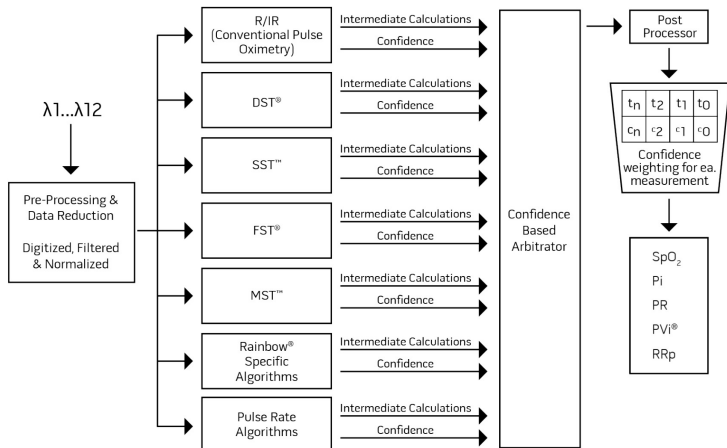 λ1...λ12
Pre-Processing &
Data Reduction
Digitized, Filtered
& Normalized
R/IR
(Conventional Pulse
Oximetry)
Intermediate Calculations
Confidence
DST®
Intermediate Calculations
Confidence
SST™
Intermediate Calculations
Confidence
FST®
Intermediate Calculations
Confidence
MST™
Intermediate Calculations
Confidence
Rainbow®
Specific
Algorithms
Intermediate Calculations
Confidence
Pulse Rate
Algorithms
Intermediate Calculations
Confidence
Confidence
Based
Arbitrator
Post
Processor
tn t2 t1 t0
cn c2 c1 c0
Confidence
weighting for ea.
measurement
SpO2
Pi
PR
PVi®
RRp